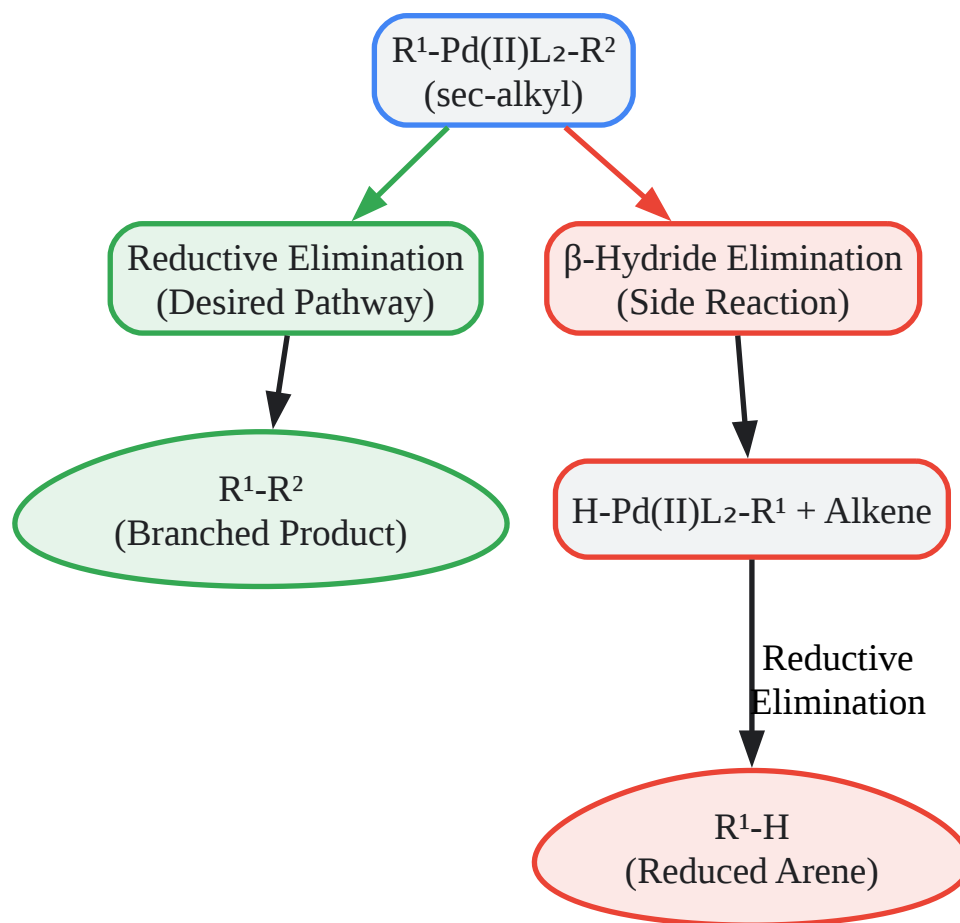 R¹-Pd(II)L₂-R²
(sec-alkyl)
Reductive Elimination
(Desired Pathway)
β-Hydride Elimination
(Side Reaction)
R¹-R²
(Branched Product)
H-Pd(II)L₂-R¹ + Alkene
Reductive
Elimination
R¹-H
(Reduced Arene)